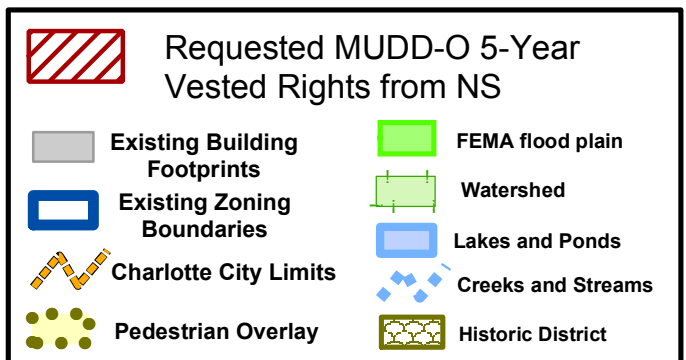 Requested MUDD-O 5-Year
Vested Rights from NS
Existing Building
Footprints
Existing Zoning
Boundaries
Charlotte City Limits
Pedestrian Overlay
FEMA flood plain
Watershed
Lakes and Ponds
Creeks and Streams
Historic District